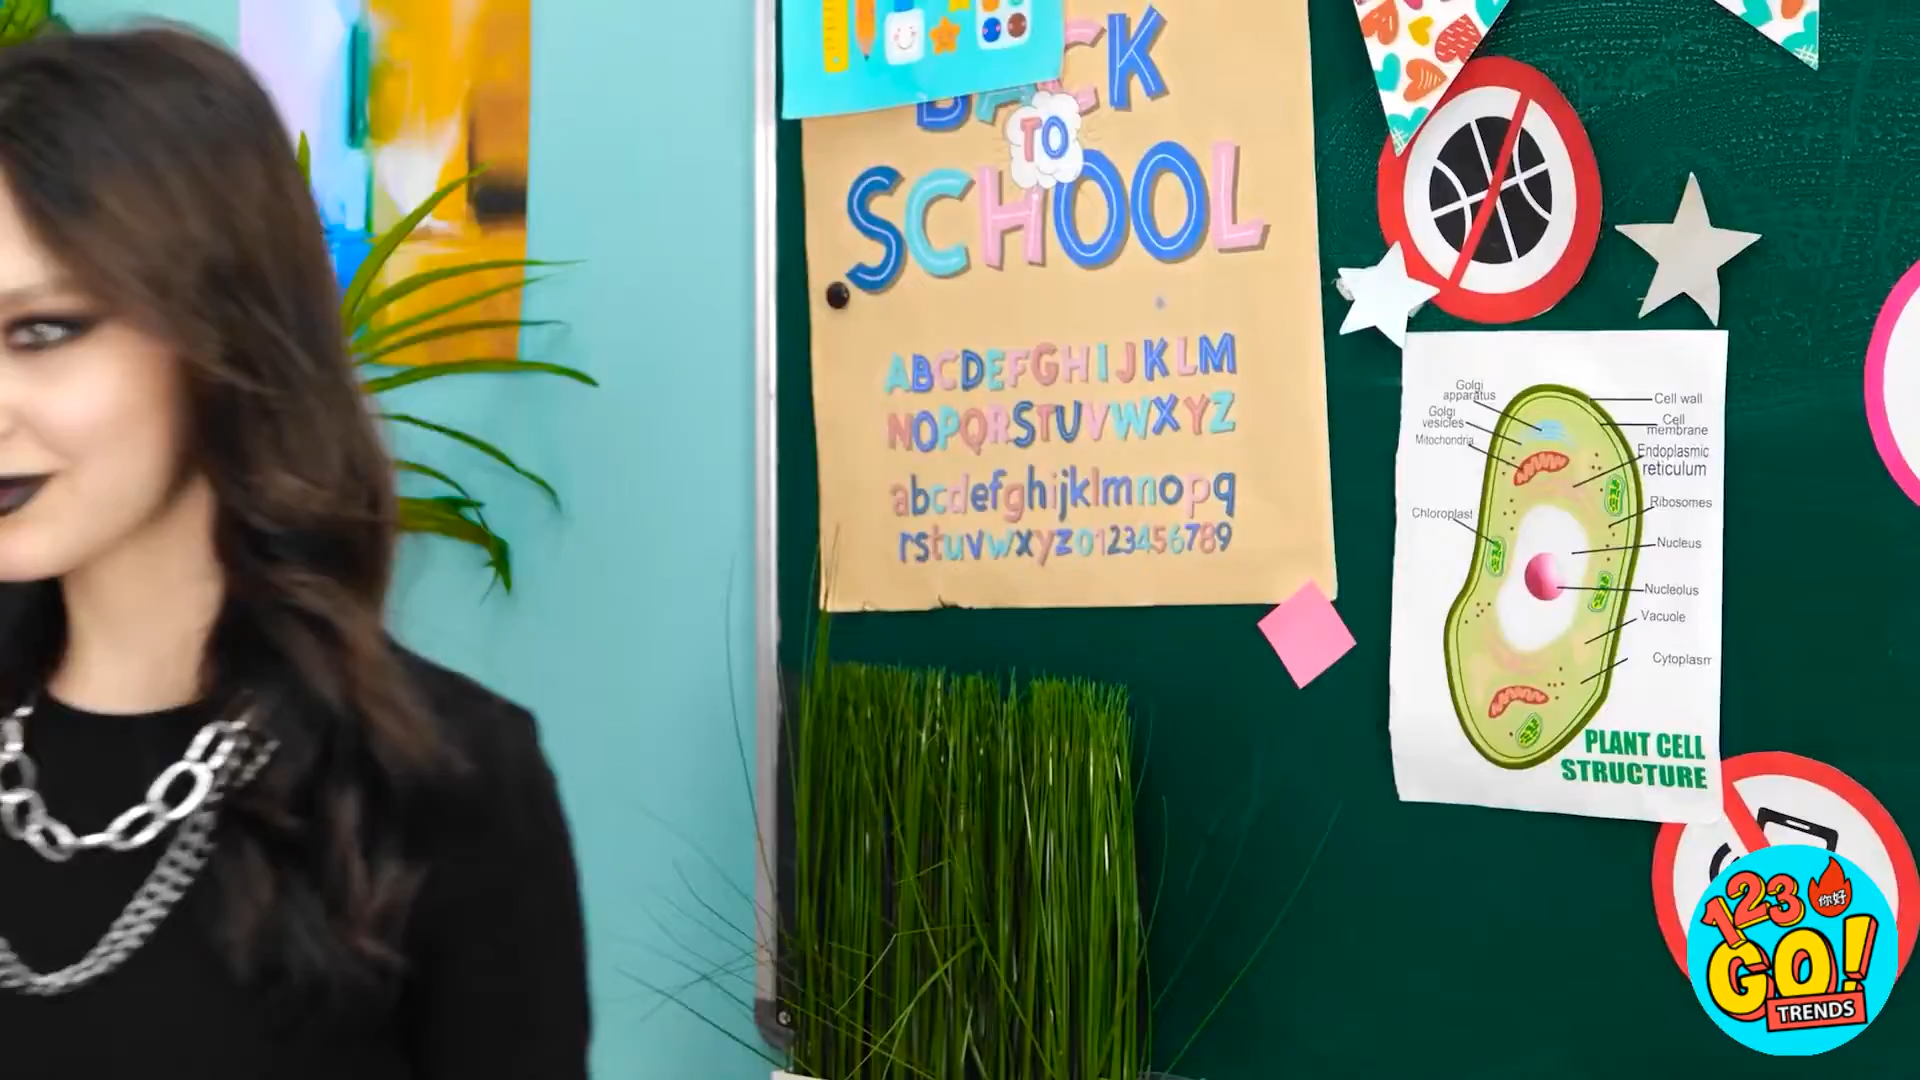 BACK
TO
SCHOOL
ABCDEFGHIJKLM
NOPQRSTUVWXYZ
abcdefghijklmnopq
rstuvwxyz0123456789
Golgi
apparatus
Golgi
vesicles
Mitochondria
Chloroplast
Cell wall
Cell
membrane
Endoplasmic
reticulum
Ribosomes
Nucleus
Nucleolus
Vacuole
Cytoplasm
PLANT CELL
STRUCTURE
123
你好
GO!
TRENDS